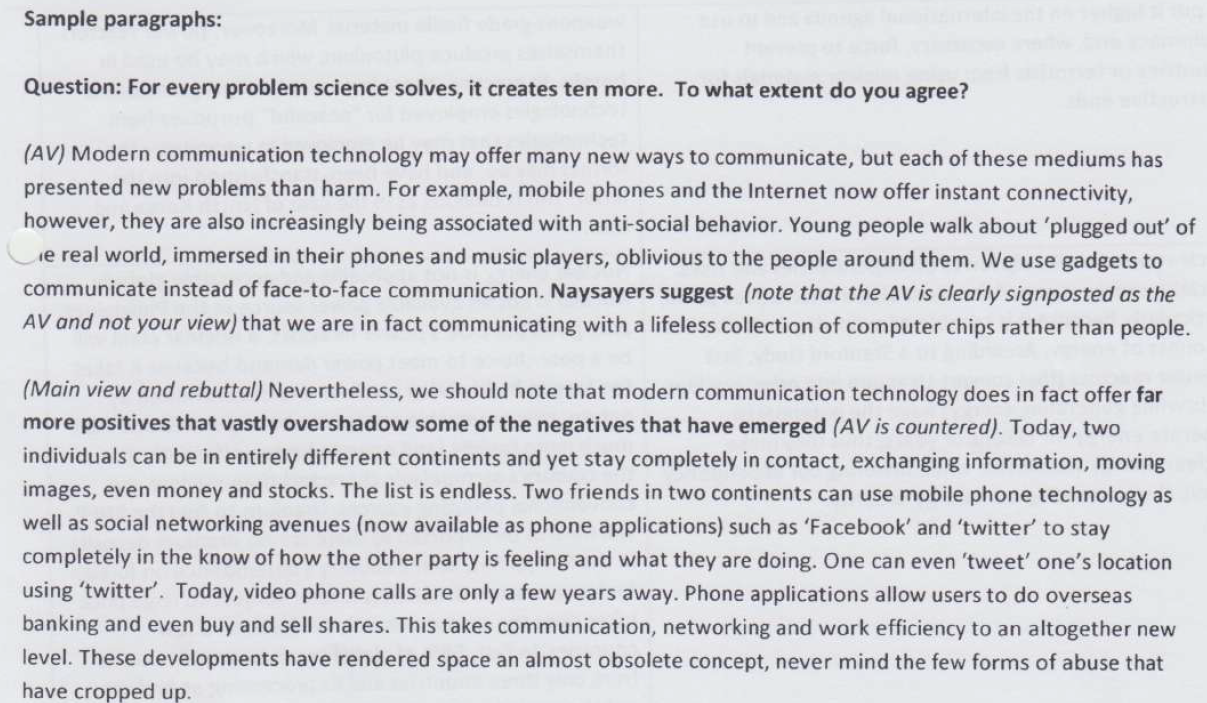 Sample paragraphs:
Question: For every problem science solves, it creates ten more. To what extent do you agree?
(AV) Modern communication technology may offer many new ways to communicate, but each of these mediums has
presented new problems than harm. For example, mobile phones and the Internet now offer instant connectivity,
however, they are also increasingly being associated with anti-social behavior. Young people walk about 'plugged out' of
real world, immersed in their phones and music players, oblivious to the people around them. We use gadgets to
communicate instead of face-to-face communication. Naysayers suggest (note that the AV is clearly signposted as the
AV and not your view) that we are in fact communicating with a lifeless collection of computer chips rather than people.
(Main view and rebuttal) Nevertheless, we should note that modern communication technology does in fact offer far
more positives that vastly overshadow some of the negatives that have emerged (AV is countered). Today, two
individuals can be in entirely different continents and yet stay completely in contact, exchanging information, moving
images, even money and stocks. The list is endless. Two friends in two continents can use mobile phone technology as
well as social networking avenues (now available as phone applications) such as 'Facebook' and 'twitter' to stay
completely in the know of how the other party is feeling and what they are doing. One can even 'tweet' one's location
using 'twitter'. Today, video phone calls are only a few years away. Phone applications allow users to do overseas
banking and even buy and sell shares. This takes communication, networking and work efficiency to an altogether new
level. These developments have rendered space an almost obsolete concept, never mind the few forms of abuse that
have cropped up.